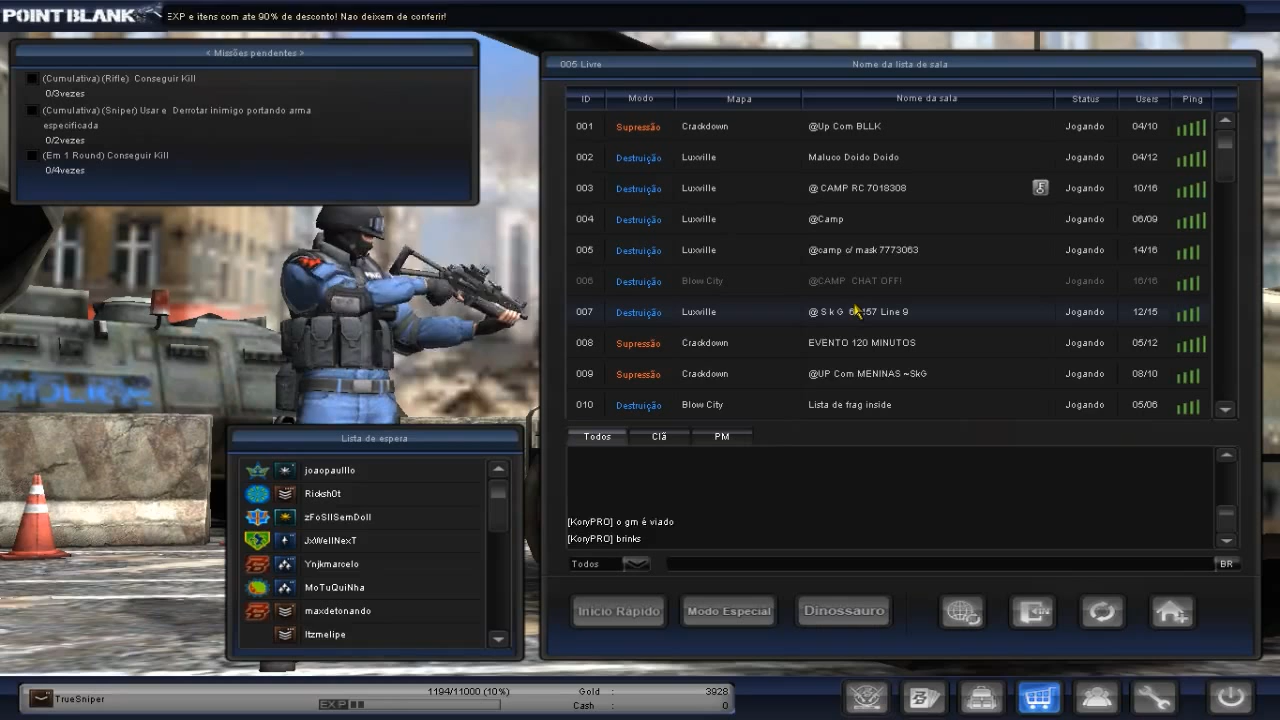 POINT BLANK
EXP e itens com ate 90% de desconto! Nao deixem de conferir!
< Missões pendentes >
(Cumulativa) (Rifle) Conseguir Kill
0/3vezes
(Cumulativa) (Sniper) Usar e Derrotar inimigo portando arma
especificada
0/2vezes
(Em 1 Round) Conseguir Kill
0/4vezes
005 Livre
Nome da lista de sala
ID Modo Mapa Nome da sala Status Users Ping
001 Supressão Crackdown @Up Com BLLK Jogando 04/10
002 Destruição Luxville Maluco Doido Doido Jogando 04/12
003 Destruição Luxville @ CAMP RC 7018308 Jogando 10/16
004 Destruição Luxville @Camp Jogando 06/09
005 Destruição Luxville @camp c/ mask 7773063 Jogando 14/16
006 Destruição Blow City @CAMP CHAT OFF! Jogando 16/16
007 Destruição Luxville @ S k G Line 9 Jogando 12/15
008 Supressão Crackdown EVENTO 120 MINUTOS Jogando 05/12
009 Supressão Crackdown @UP Com MENINAS ~SkG Jogando 08/10
010 Destruição Blow City Lista de frag inside Jogando 05/06
Todos Clã PM
[KoryPRO] o gm é viado
[KoryPRO] brinks
Todos BR
Início Rápido Modo Especial Dinossauro
Lista de espera
joaopaulllo
Ricksh0t
zFoSIlSemDoll
JxWellNexT
Ynjkmarcelo
MoTuQuiNha
maxdetonando
Itzmelipe
POLICE
TrueSniper
1194/11000 (10%)
EXP
Gold : 3928
Cash : 0